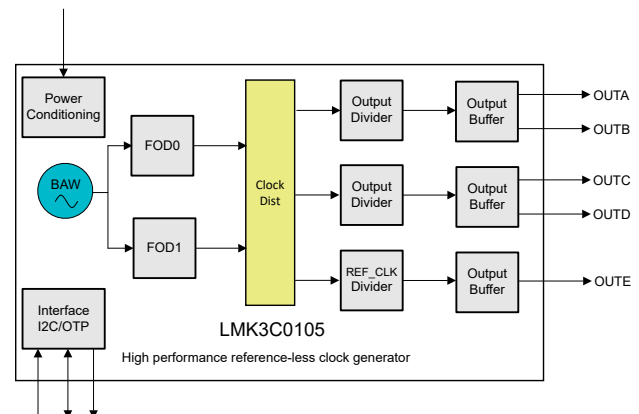 Power
Conditioning
BAW
FOD0
FOD1
Clock
Dist
Output
Divider
Output
Buffer
OUTA
OUTB
Output
Divider
Output
Buffer
OUTC
OUTD
REF_CLK
Divider
Output
Buffer
OUTE
Interface
I2C/OTP
LMK3C0105
High performance reference-less clock generator